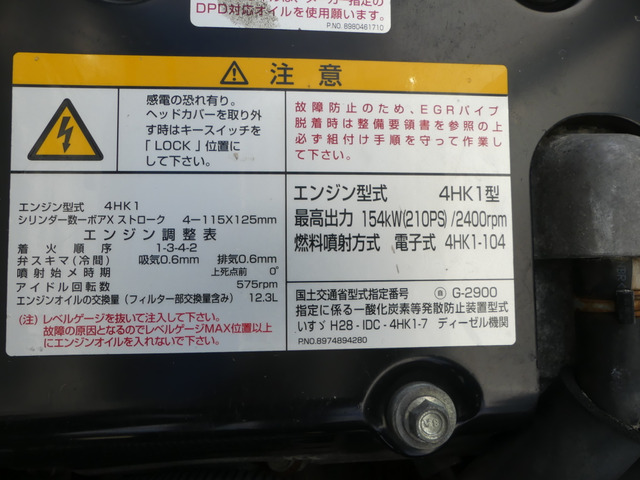 DPD対応オイルを使用願います。
P.NO. 8980461710
注意
感電の恐れ有り。
ヘッドカバーを取り外
す時はキースイッチを
「LOCK」位置に
して下さい。
故障防止のため、EGRパイプ
脱着時は整備要領書を参照の上
必ず組付け手順を守って作業し
て下さい。
エンジン型式 4HK1
シリンダー数ーボアXストローク 4－115X125mm
エンジン調整表
着火順序 1-3-4-2
弁スキマ(冷間) 吸気0.6mm 排気0.6mm
噴射始メ時期 上死点前 0°
アイドル回転数 575rpm
エンジンオイルの交換量(フィルター部交換量含み) 12.3L
(注) レベルゲージを抜いて注入して下さい。
故障の原因となるのでレベルゲージMAX位置以上
にエンジンオイルを入れないで下さい。
エンジン型式 4HK1型
最高出力 154kW(210PS)/2400rpm
燃料噴射方式 電子式 4HK1-104
国土交通省型式指定番号 G-2900
指定に係る一酸化炭素等発散防止装置型式
いすゞ H28-IDC-4HK1-7 ディーゼル機関
P.NO.8974894280